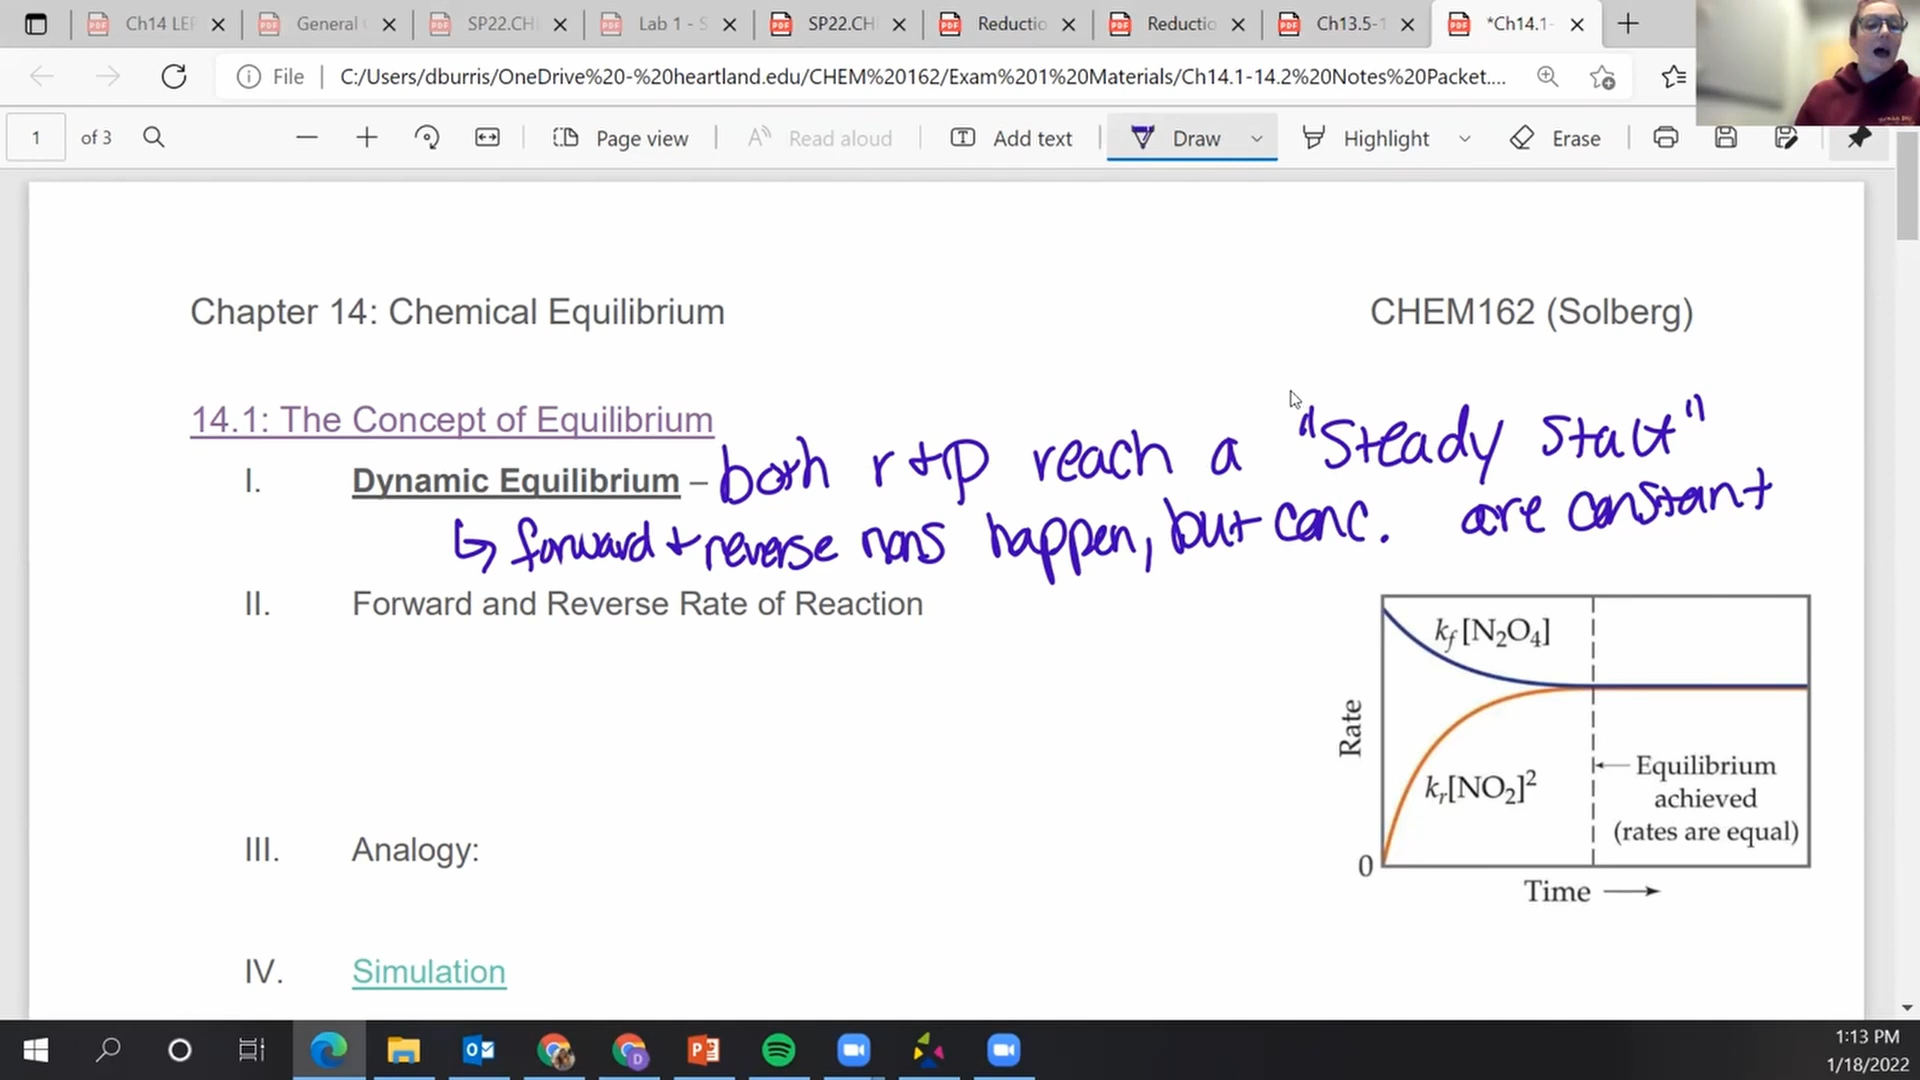 Ch14 LEP
General
SP22.CH
Lab 1 - S
SP22.CH
Reductio
Reductio
Ch13.5-1
*Ch14.1-
File
C:/Users/dburris/OneDrive%20-%20heartland.edu/CHEM%20162/Exam%201%20Materials/Ch14.1-14.2%20Notes%20Packet....
1 of 3
Page view
Read aloud
Add text
Draw
Highlight
Erase
Chapter 14: Chemical Equilibrium CHEM162 (Solberg)
14.1: The Concept of Equilibrium
I. Dynamic Equilibrium – both r + p reach a "steady state"
↳ forward + reverse rxns happen, but conc. are constant
II. Forward and Reverse Rate of Reaction
kf[N₂O₄]
Rate
kr[NO₂]²
← Equilibrium
achieved
(rates are equal)
0
Time →
III. Analogy:
IV. Simulation
1:13 PM
1/18/2022